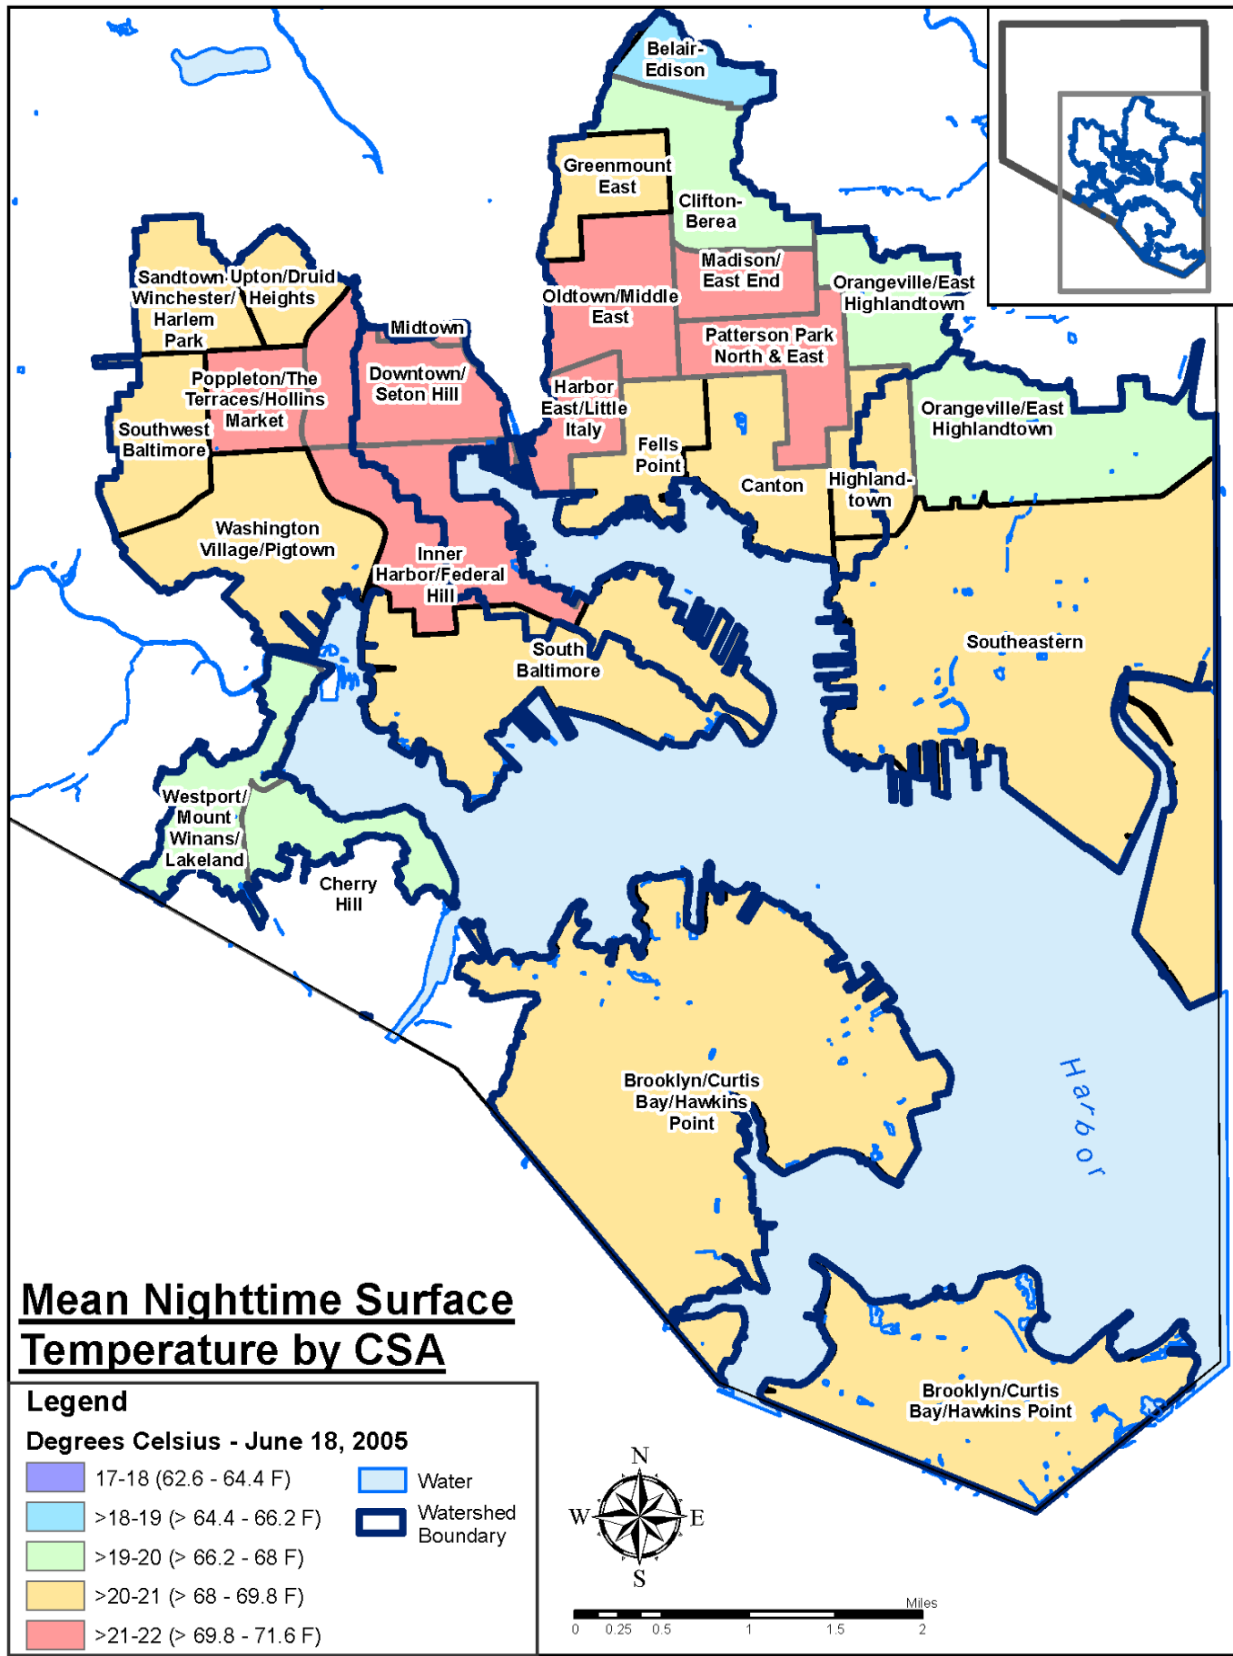 Belair-
Edison
Greenmount
East
Clifton-
Berea
Sandtown
Winchester/
Harlem
Park
Upton/Druid
Heights
Madison/
East End
Orangeville/East
Highlandtown
Oldtown/Middle
East
Midtown
Patterson Park
North & East
Poppleton/The
Terraces/Hollins
Market
Downtown/
Seton Hill
Harbor
East/Little
Italy
Orangeville/East
Highlandtown
Southwest
Baltimore
Fells
Point
Canton
Highland-
town
Washington
Village/Pigtown
Inner
Harbor/Federal
Hill
South
Baltimore
Southeastern
Westport/
Mount
Winans/
Lakeland
Cherry
Hill
Brooklyn/Curtis
Bay/Hawkins
Point
Harbor
Brooklyn/Curtis
Bay/Hawkins Point
Mean Nighttime Surface
Temperature by CSA
Legend
Degrees Celsius - June 18, 2005
17-18 (62.6 - 64.4 F)
>18-19 (> 64.4 - 66.2 F)
>19-20 (> 66.2 - 68 F)
>20-21 (> 68 - 69.8 F)
>21-22 (> 69.8 - 71.6 F)
Water
Watershed
Boundary
N
W E
S
Miles
0 0.25 0.5 1 1.5 2